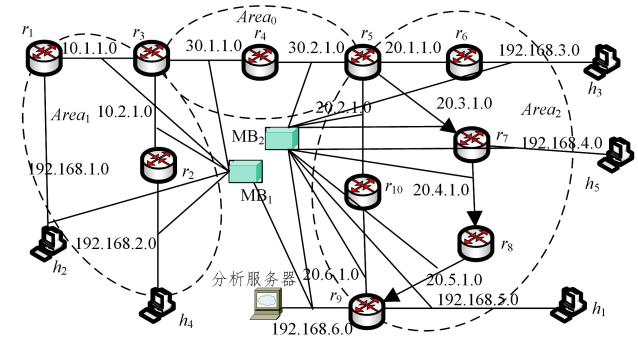 Area0
r1
r3
r4
r5
r6
10.1.1.0
30.1.1.0
30.2.1.0
20.1.1.0
192.168.3.0
h3
10.2.1.0
20.2.1.0
20.3.1.0
Area1
Area2
MB2
r7
192.168.4.0
192.168.1.0
r2
MB1
r10
20.4.1.0
h5
192.168.2.0
r8
h2
分析服务器
20.6.1.0
20.5.1.0
r9
192.168.5.0
h4
192.168.6.0
h1